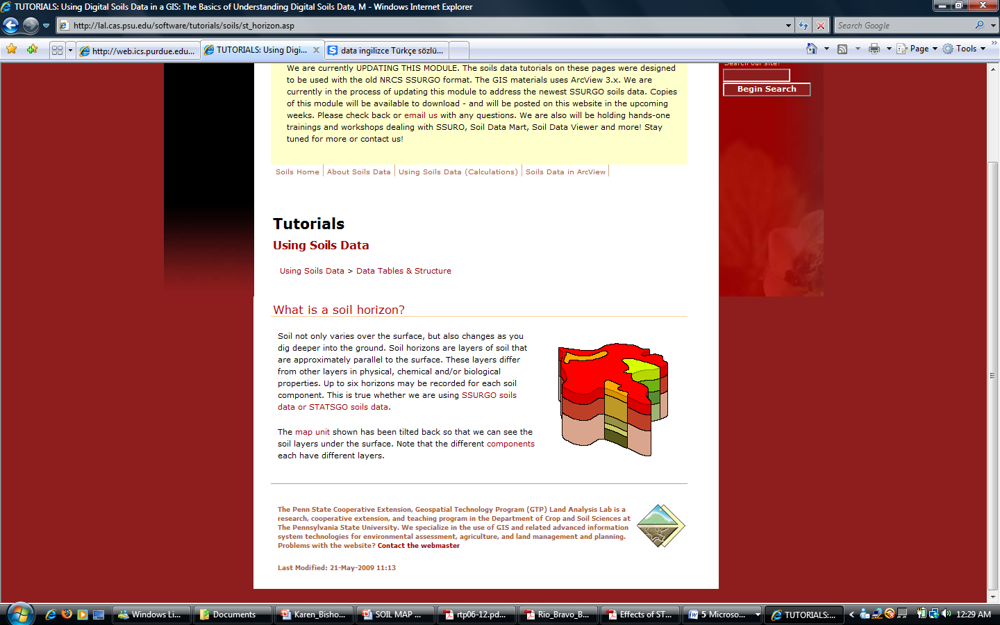 TUTORIALS: Using Digital Soils Data in a GIS: The Basics of Understanding Digital Soils Data, M - Windows Internet Explorer
http://lal.cas.psu.edu/software/tutorials/soils/st_horizon.asp
Search Google
http://web.ics.purdue.edu...
TUTORIALS: Using Digi...
data ingilizce Türkçe sözlü...
Page
Tools
Search our site!
Begin Search
We are currently UPDATING THIS MODULE. The soils data tutorials on these pages were designed
to be used with the old NRCS SSURGO format. The GIS materials uses ArcView 3.x. We are
currently in the process of updating this module to address the newest SSURGO soils data. Copies
of this module will be available to download - and will be posted on this website in the upcoming
weeks. Please check back or email us with any questions. We are also will be holding hands-one
trainings and workshops dealing with SSURO, Soil Data Mart, Soil Data Viewer and more! Stay
tuned for more or contact us!
Soils Home
About Soils Data
Using Soils Data (Calculations)
Soils Data in ArcView
Tutorials
Using Soils Data
Using Soils Data > Data Tables & Structure
What is a soil horizon?
Soil not only varies over the surface, but also changes as you
dig deeper into the ground. Soil horizons are layers of soil that
are approximately parallel to the surface. These layers differ
from other layers in physical, chemical and/or biological
properties. Up to six horizons may be recorded for each soil
component. This is true whether we are using SSURGO soils
data or STATSGO soils data.
The map unit shown has been tilted back so that we can see the
soil layers under the surface. Note that the different components
each have different layers.
The Penn State Cooperative Extension, Geospatial Technology Program (GTP) Land Analysis Lab is a
research, cooperative extension, and teaching program in the Department of Crop and Soil Sciences at
The Pennsylvania State University. We specialize in the use of GIS and related advanced information
system technologies for environmental assessment, agriculture, and land management and planning.
Problems with the website? Contact the webmaster
Last Modified: 21-May-2009 11:13
Windows Li...
Documents
Karen_Bisho...
SOIL MAP ...
rtp06-12.pd...
Rio_Bravo_B...
Effects of ST...
5 Microso...
TUTORIALS:...
12:29 AM